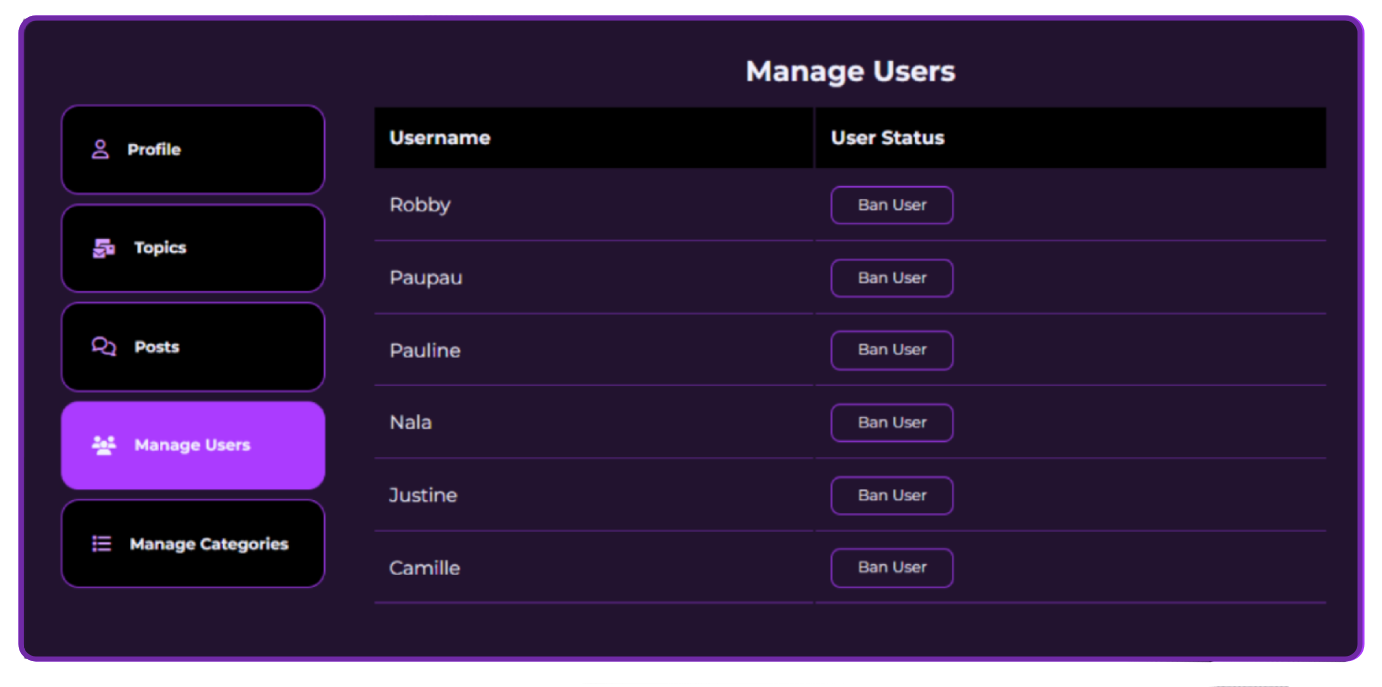 Manage Users
Profile
Topics
Posts
Manage Users
Manage Categories
Username User Status
Robby Ban User
Paupau Ban User
Pauline Ban User
Nala Ban User
Justine Ban User
Camille Ban User